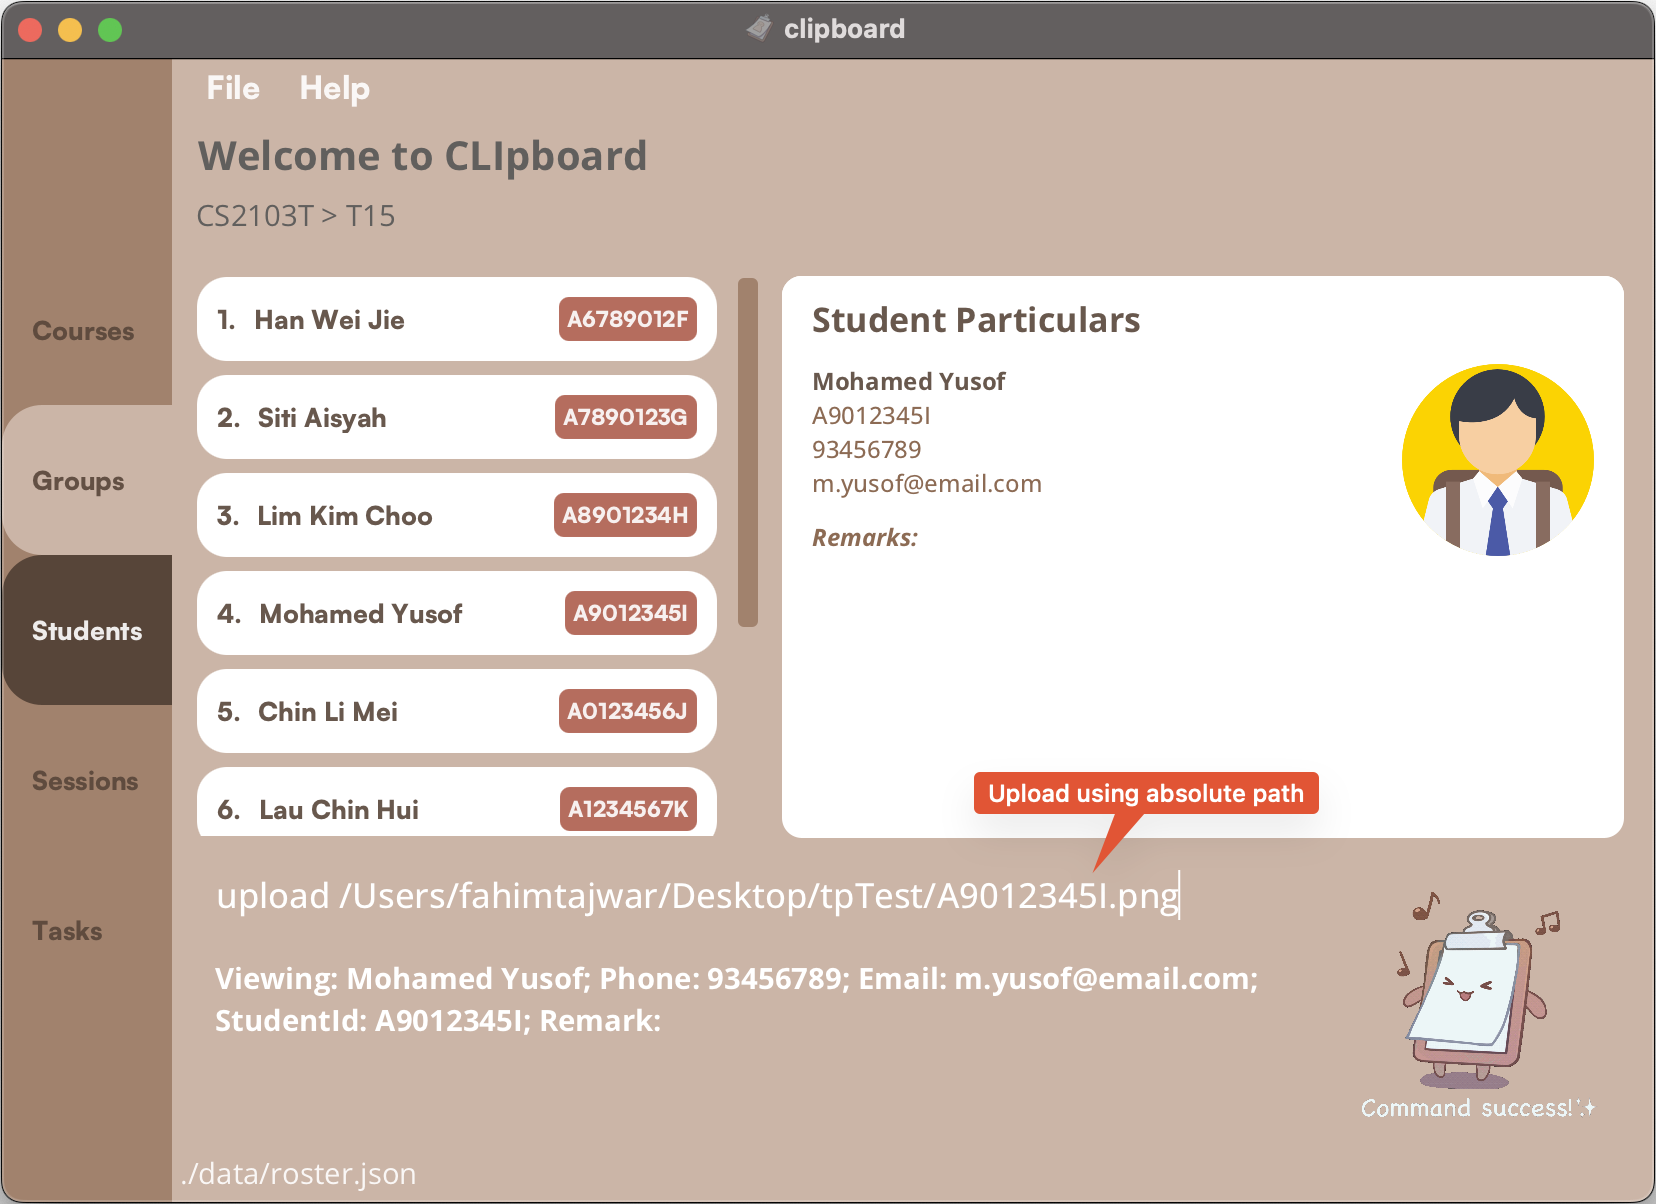 clipboard
File Help
Welcome to CLIpboard
CS2103T > T15
Courses
Groups
Students
Sessions
Tasks
1. Han Wei Jie A6789012F
2. Siti Aisyah A7890123G
3. Lim Kim Choo A8901234H
4. Mohamed Yusof A9012345I
5. Chin Li Mei A0123456J
6. Lau Chin Hui A1234567K
Student Particulars
Mohamed Yusof
A9012345I
93456789
m.yusof@email.com
Remarks:
Upload using absolute path
upload /Users/fahimtajwar/Desktop/tpTest/A9012345I.png
Viewing: Mohamed Yusof; Phone: 93456789; Email: m.yusof@email.com;
StudentId: A9012345I; Remark:
Command success!
./data/roster.json